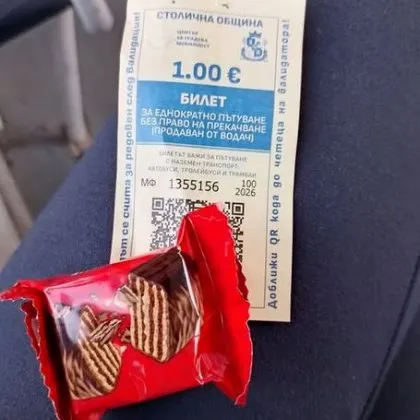 СТОЛИЧНА ОБЩИНА
ЦЕНТЪР
ЗА ГРАДСКА
МОБИЛНОСТ
1.00 €
БИЛЕТ
ЗА ЕДНОКРАТНО ПЪТУВАНЕ
БЕЗ ПРАВО НА ПРЕКАЧВАНЕ
(ПРОДАВАН ОТ ВОДАЧ)
БИЛЕТЪТ ВАЖИ ЗА ПЪТУВАНЕ
С НАЗЕМЕН ТРАНСПОРТ:
АВТОБУСИ, ТРОЛЕЙБУСИ И ТРАМВАИ
МФ 1355156 100
2026
се счита за редовен след валидация!
Доближи QR кода до четеца на валидатора!